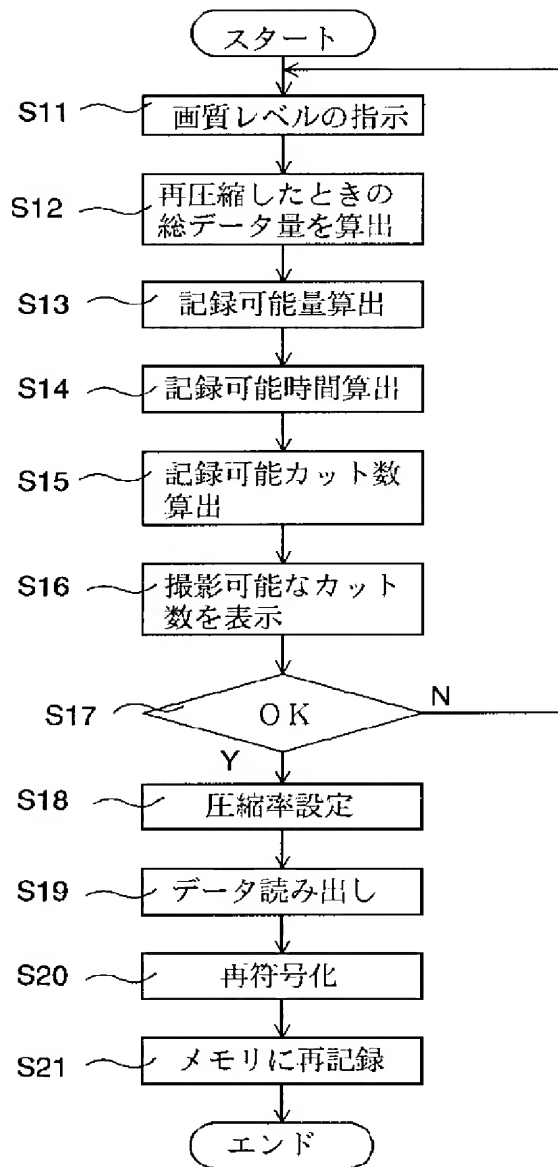 スタート
S11
画質レベルの指示
S12
再圧縮したときの
総データ量を算出
S13
記録可能量算出
S14
記録可能時間算出
S15
記録可能カット数
算出
S16
撮影可能なカット
数を表示
S17
OK
N
Y
S18
圧縮率設定
S19
データ読み出し
S20
再符号化
S21
メモリに再記録
エンド